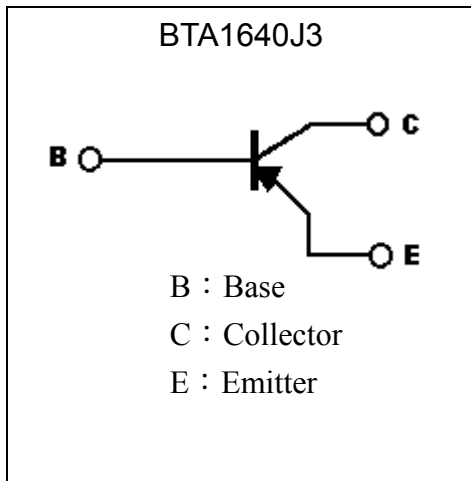 BTA1640J3
C
B
E
B：Base
C：Collector
E：Emitter